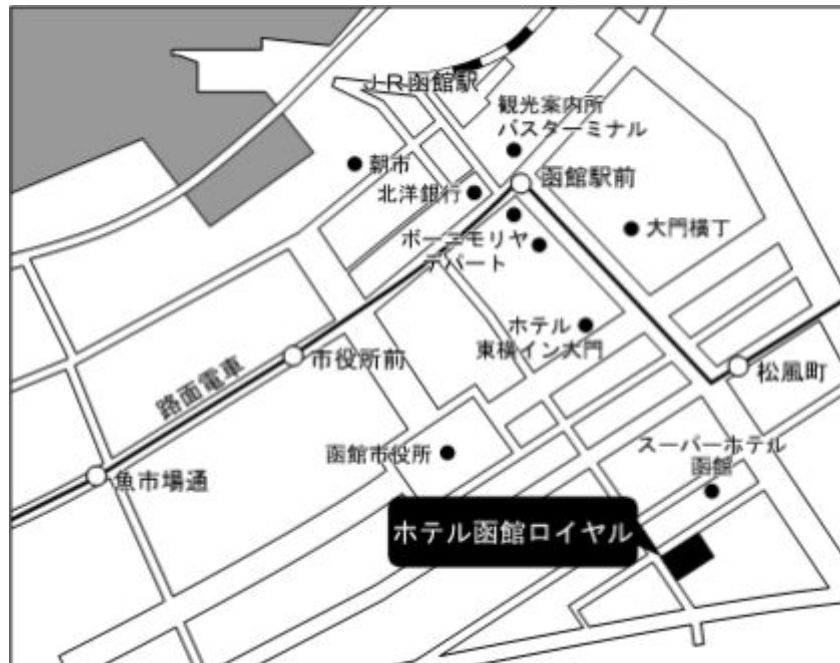 JR函館駅
観光案内所
バスターミナル
朝市
北洋銀行
函館駅前
ボーニモリヤ
デパート
大門横丁
ホテル
東横イン大門
市役所前
路面電車
松風町
函館市役所
スーパーホテル
函館
魚市場通
ホテル函館ロイヤル